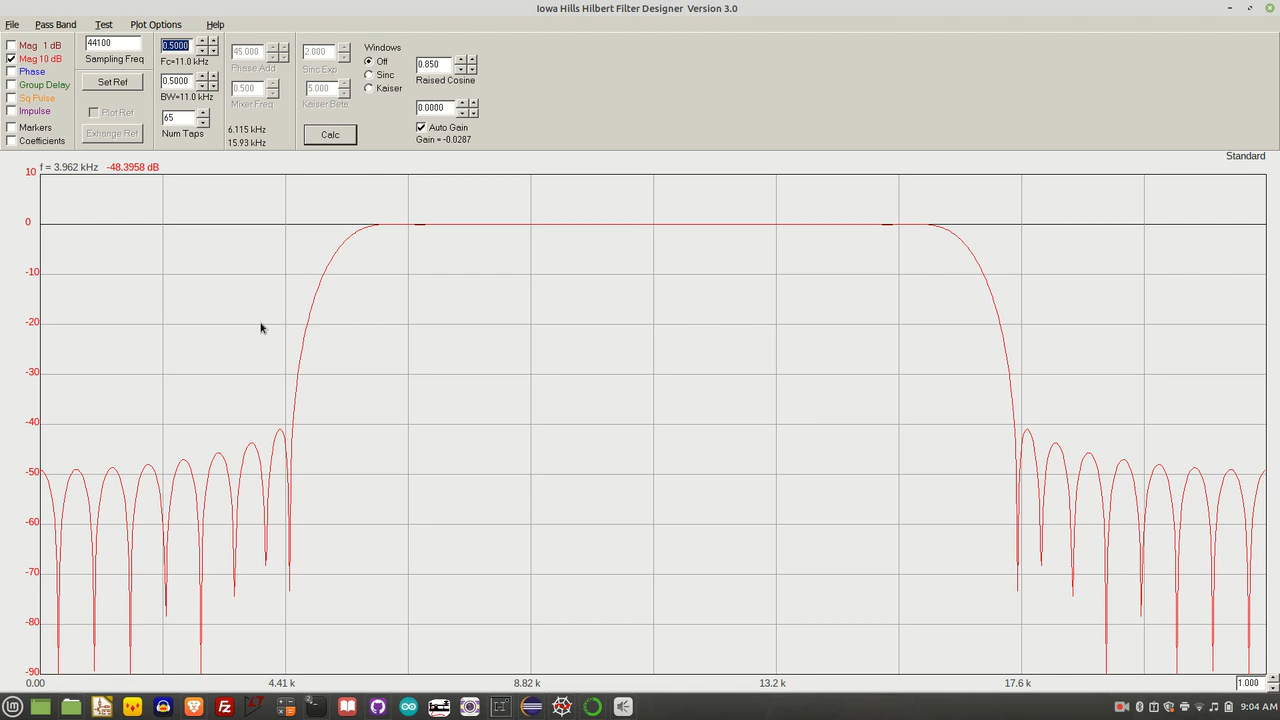 Iowa Hills Hilbert Filter Designer Version 3.0
File Pass Band Test Plot Options Help
Mag 1 dB
Mag 10 dB
Phase
Group Delay
Sq Pulse
Impulse
Markers
Coefficients
44100
Sampling Freq
Set Ref
Plot Ref
Exhange Ref
0.5000
Fc=11.0 kHz
0.5000
BW=11.0 kHz
65
Num Taps
45.000
Phase Add
0.500
Mixer Freq
6.115 kHz
15.93 kHz
2.000
Sinc Exp
5.000
Kaiser Beta
Calc
Windows
Off
Sinc
Kaiser
0.850
Raised Cosine
0.0000
Auto Gain
Gain = -0.0287
Standard
f = 3.962 kHz -48.3958 dB
10
0
-10
-20
-30
-40
-50
-60
-70
-80
-90
0.00 4.41 k 8.82 k 13.2 k 17.6 k 1.000
9:04 AM